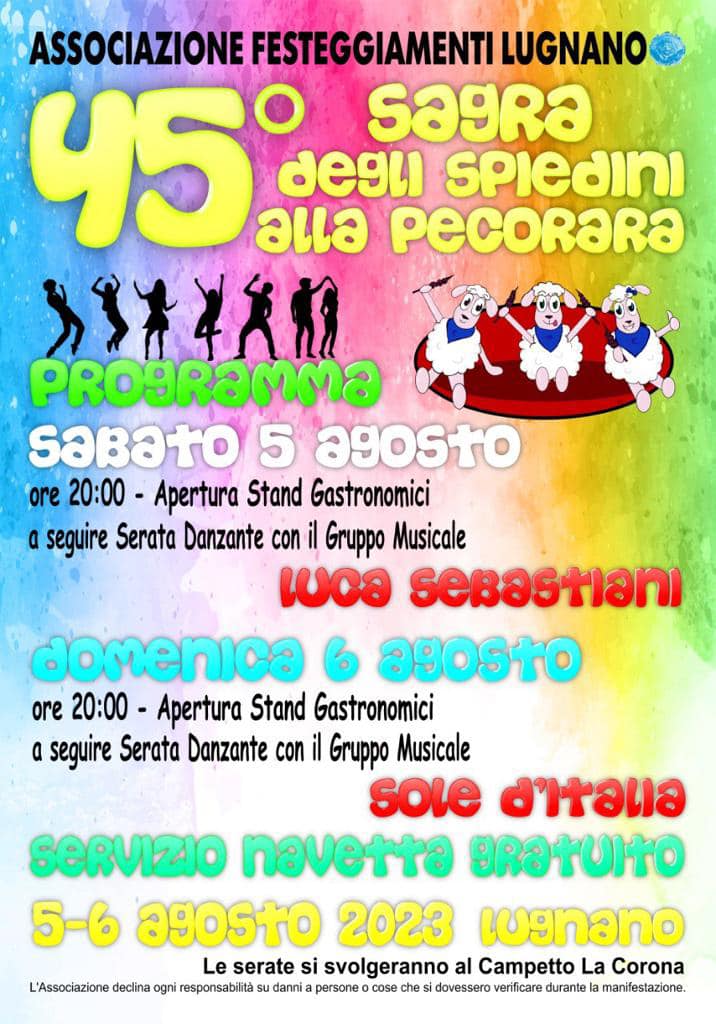 ASSOCIAZIONE FESTEGGIAMENTI LUGNANO
45° SAGRA
DEGLI SPIEDINI
ALLA PECORARA
PROGRAMMA
SABATO 5 AGOSTO
ore 20:00 - Apertura Stand Gastronomici
a seguire Serata Danzante con il Gruppo Musicale
LUCA SEBASTIANI
DOMENICA 6 AGOSTO
ore 20:00 - Apertura Stand Gastronomici
a seguire Serata Danzante con il Gruppo Musicale
SOLE D'ITALIA
SERVIZIO NAVETTA GRATUITO
5-6 AGOSTO 2023 LUGNANO
Le serate si svolgeranno al Campetto La Corona
L'Associazione declina ogni responsabilità su danni a persone o cose che si dovessero verificare durante la manifestazione.